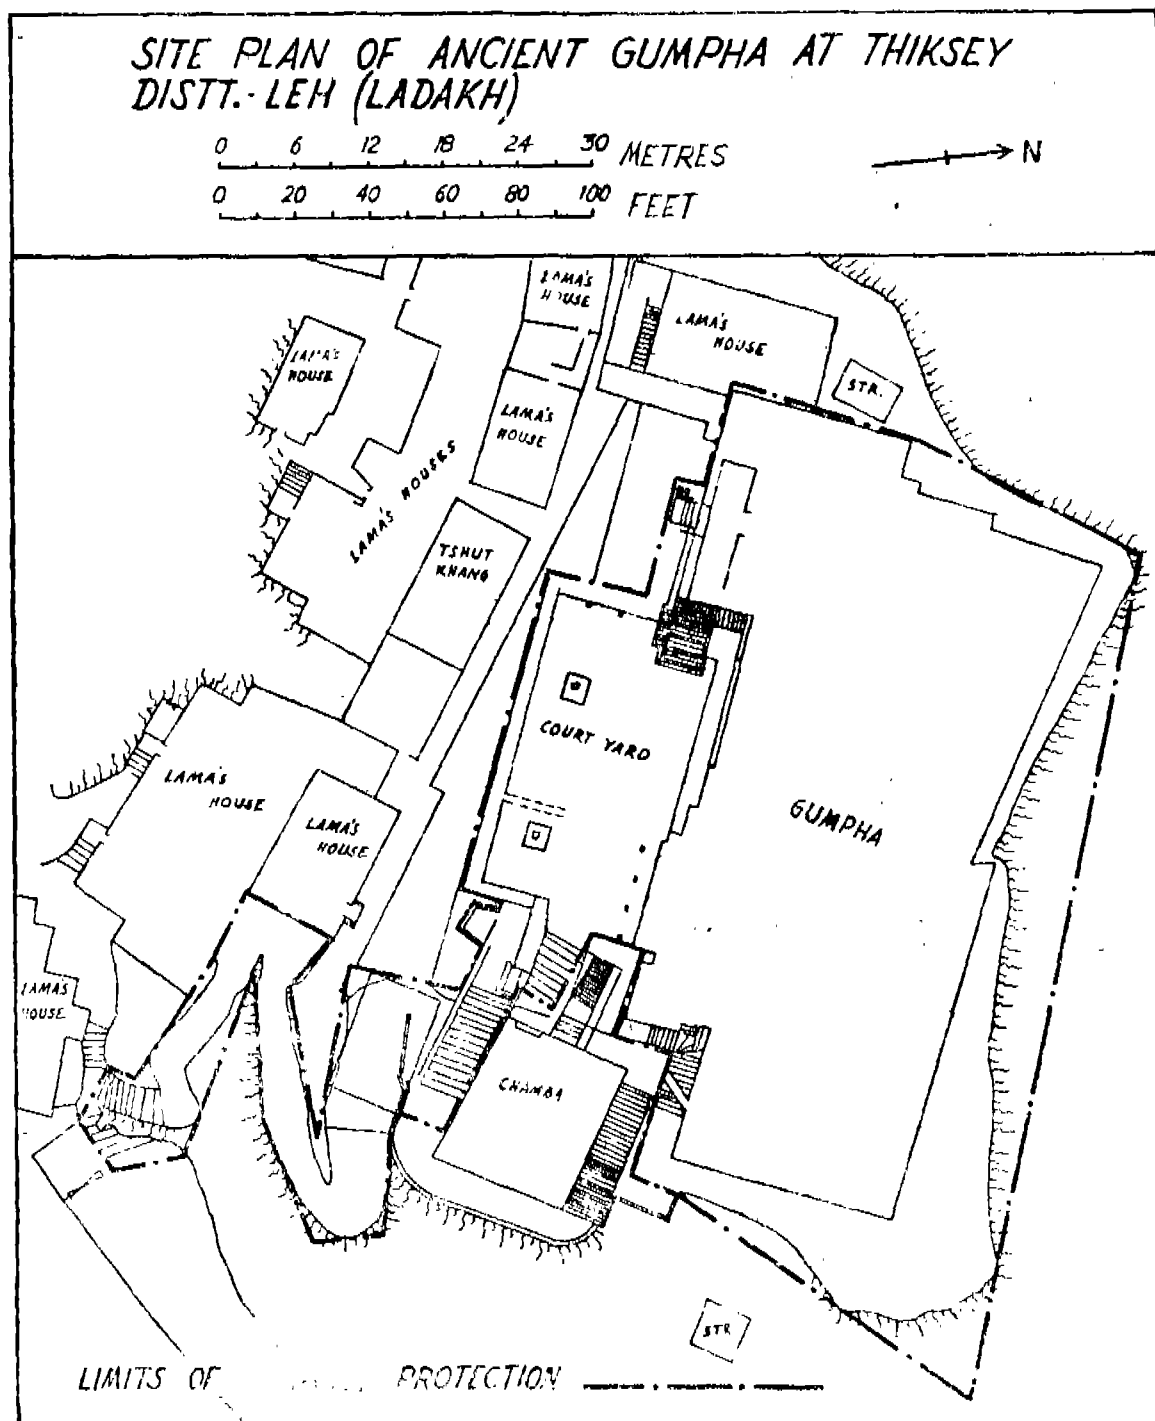 SITE PLAN OF ANCIENT GUMPHA AT THIKSEY
DISTT.-LEH (LADAKH)
0 6 12 18 24 30 METRES
0 20 40 60 80 100 FEET
N
LAMA'S
HOUSE
LAMA'S
HOUSE
LAMA'S
HOUSE
STR.
LAMA'S
HOUSE
LAMA'S HOUSES
TSHUT
KHANG
COURT YARD
LAMA'S
HOUSE
LAMA'S
HOUSE
GUMPHA
LAMA'S
HOUSE
CHAMBA
STR
LIMITS OF PROTECTION